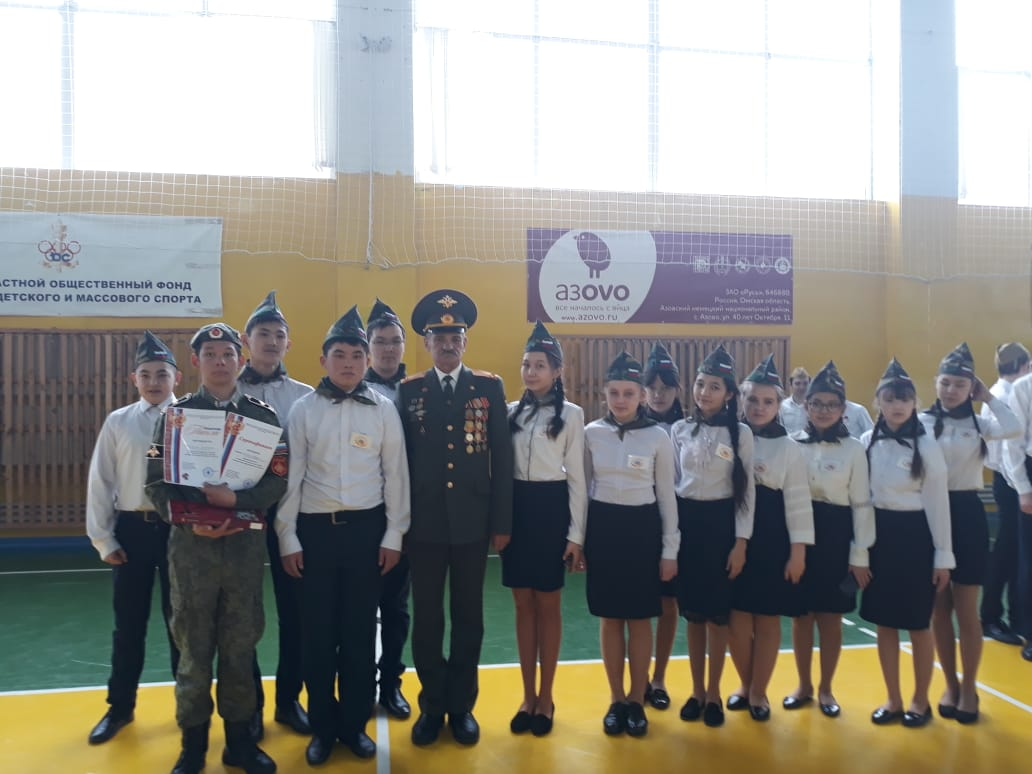 АСТНОЙ ОБЩЕСТВЕННЫЙ ФОНД
ДЕТСКОГО И МАССОВОГО СПОРТА
азovo
все началось с яйца
www.azovo.ru
ЗАО «Русь», 646880
Россия, Омская область,
Азовский немецкий национальный район,
с. Азово, ул. 40 лет Октября
Сертификат